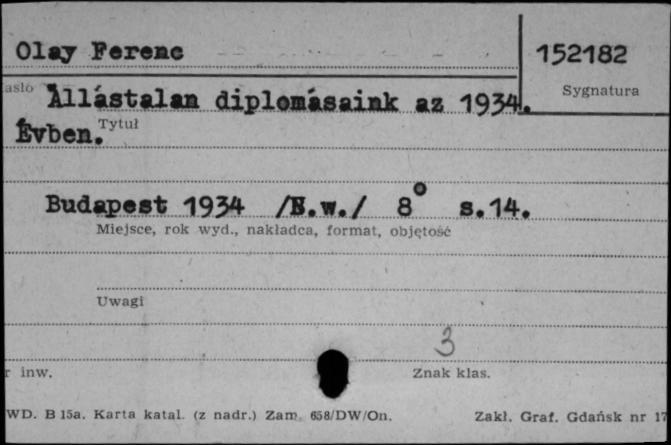 Olay Ferenc
152182
asło
Sygnatura
Állástalan diplomásaink az 1934.
Tytuł
Évben.
Budapest 1934 /B.w./ 8° s.14.
Miejsce, rok wyd., nakładca, format, objętość
Uwagi
3
r inw.
Znak klas.
WD. B 15a. Karta katal. (z nadr.) Zam. 658/DW/On.
Zakł. Graf. Gdańsk nr 17